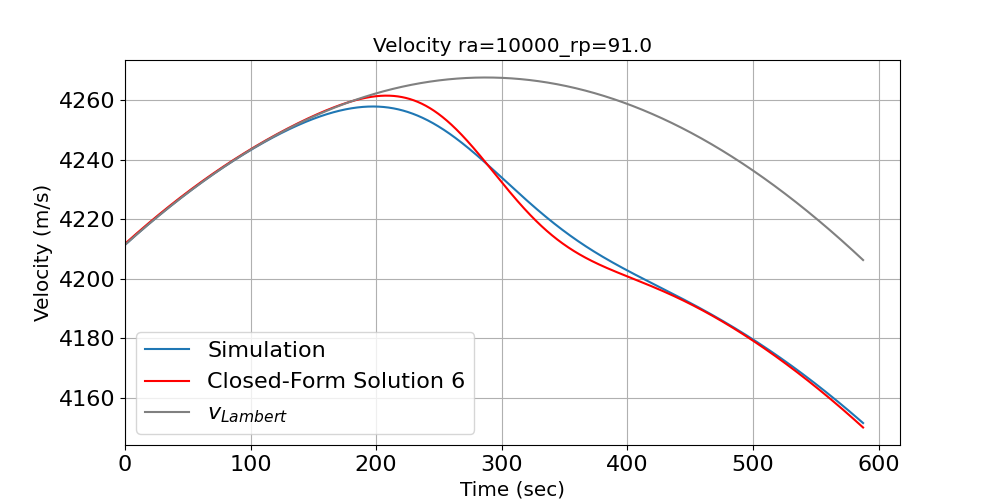 Velocity ra=10000_rp=91.0
Velocity (m/s)
4260
4240
4220
4200
4180
4160
Simulation
Closed-Form Solution 6
v_Lambert
0 100 200 300 400 500 600
Time (sec)